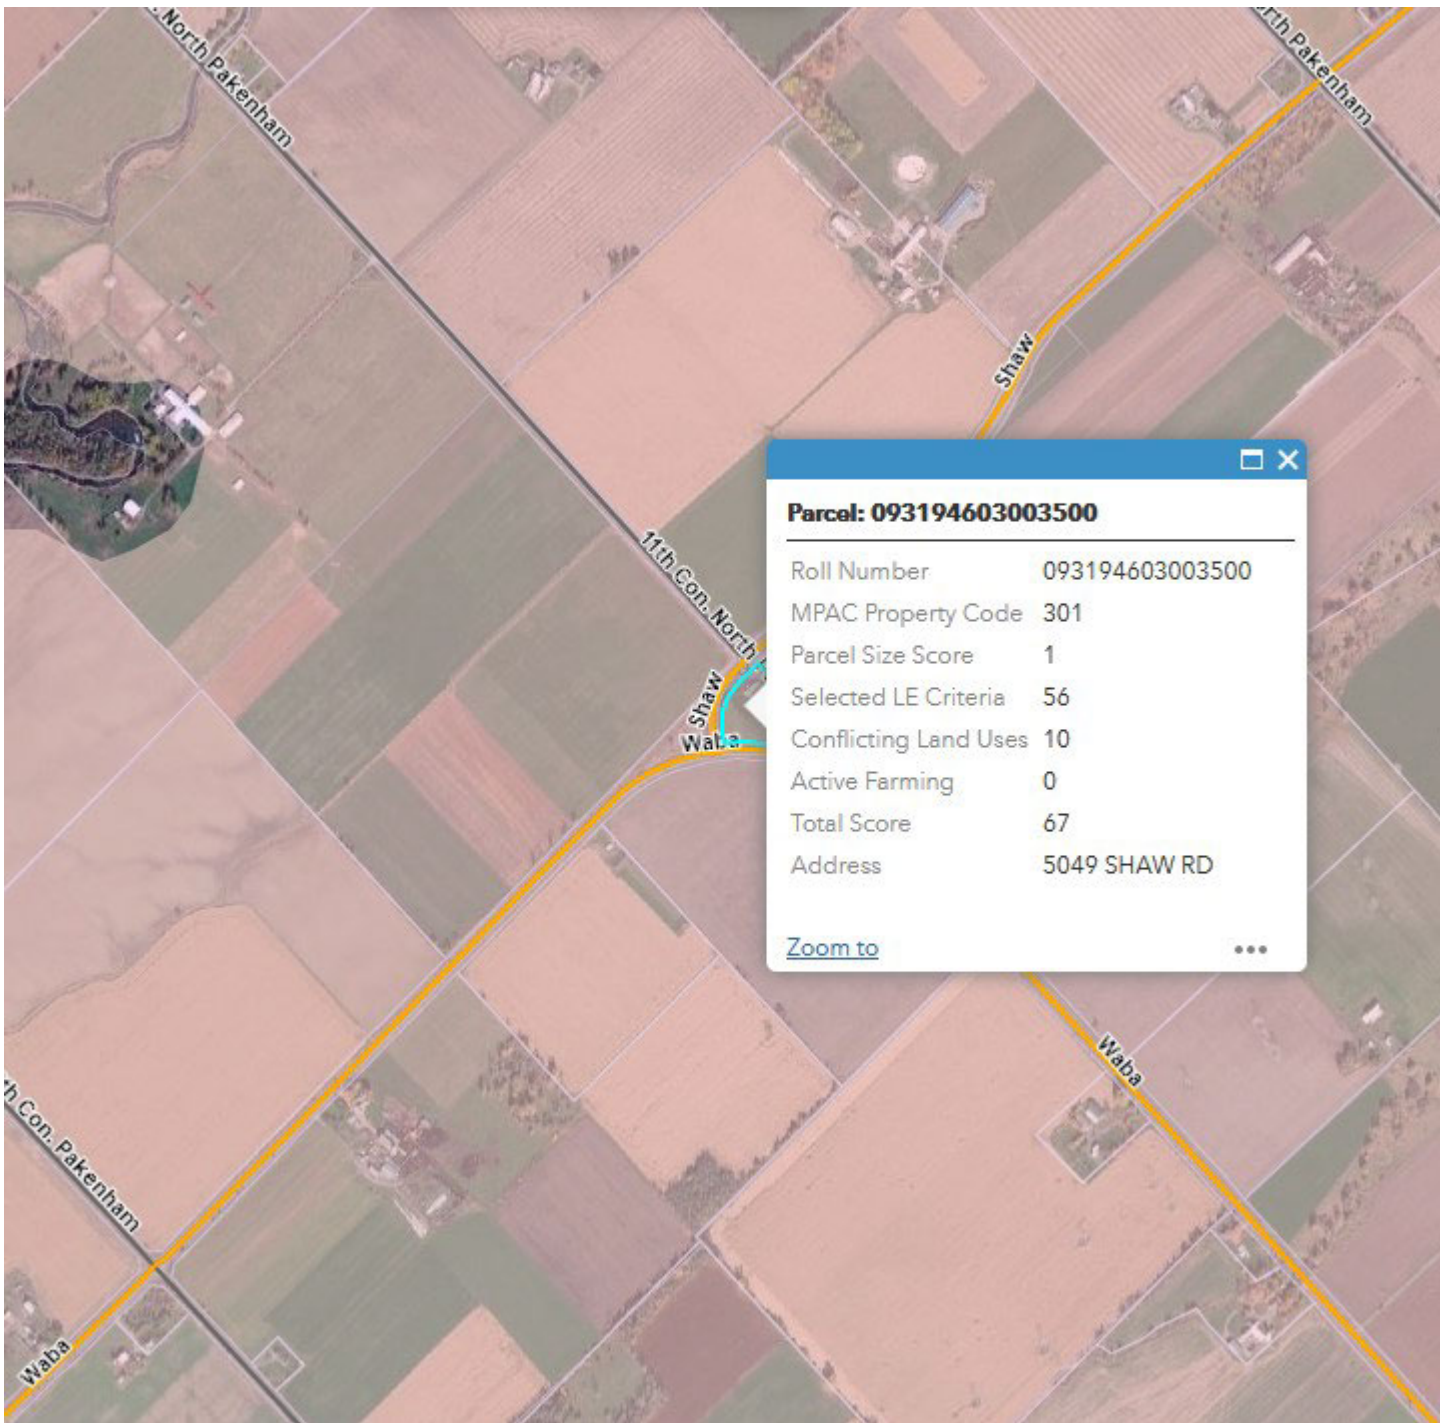 North Pakenham
rth Pakenham
Shaw
11th Con. North
Shaw
Waba
Parcel: 093194603003500
Roll Number 093194603003500
MPAC Property Code 301
Parcel Size Score 1
Selected LE Criteria 56
Conflicting Land Uses 10
Active Farming 0
Total Score 67
Address 5049 SHAW RD
Zoom to
Waba
th Con. Pakenham
Waba